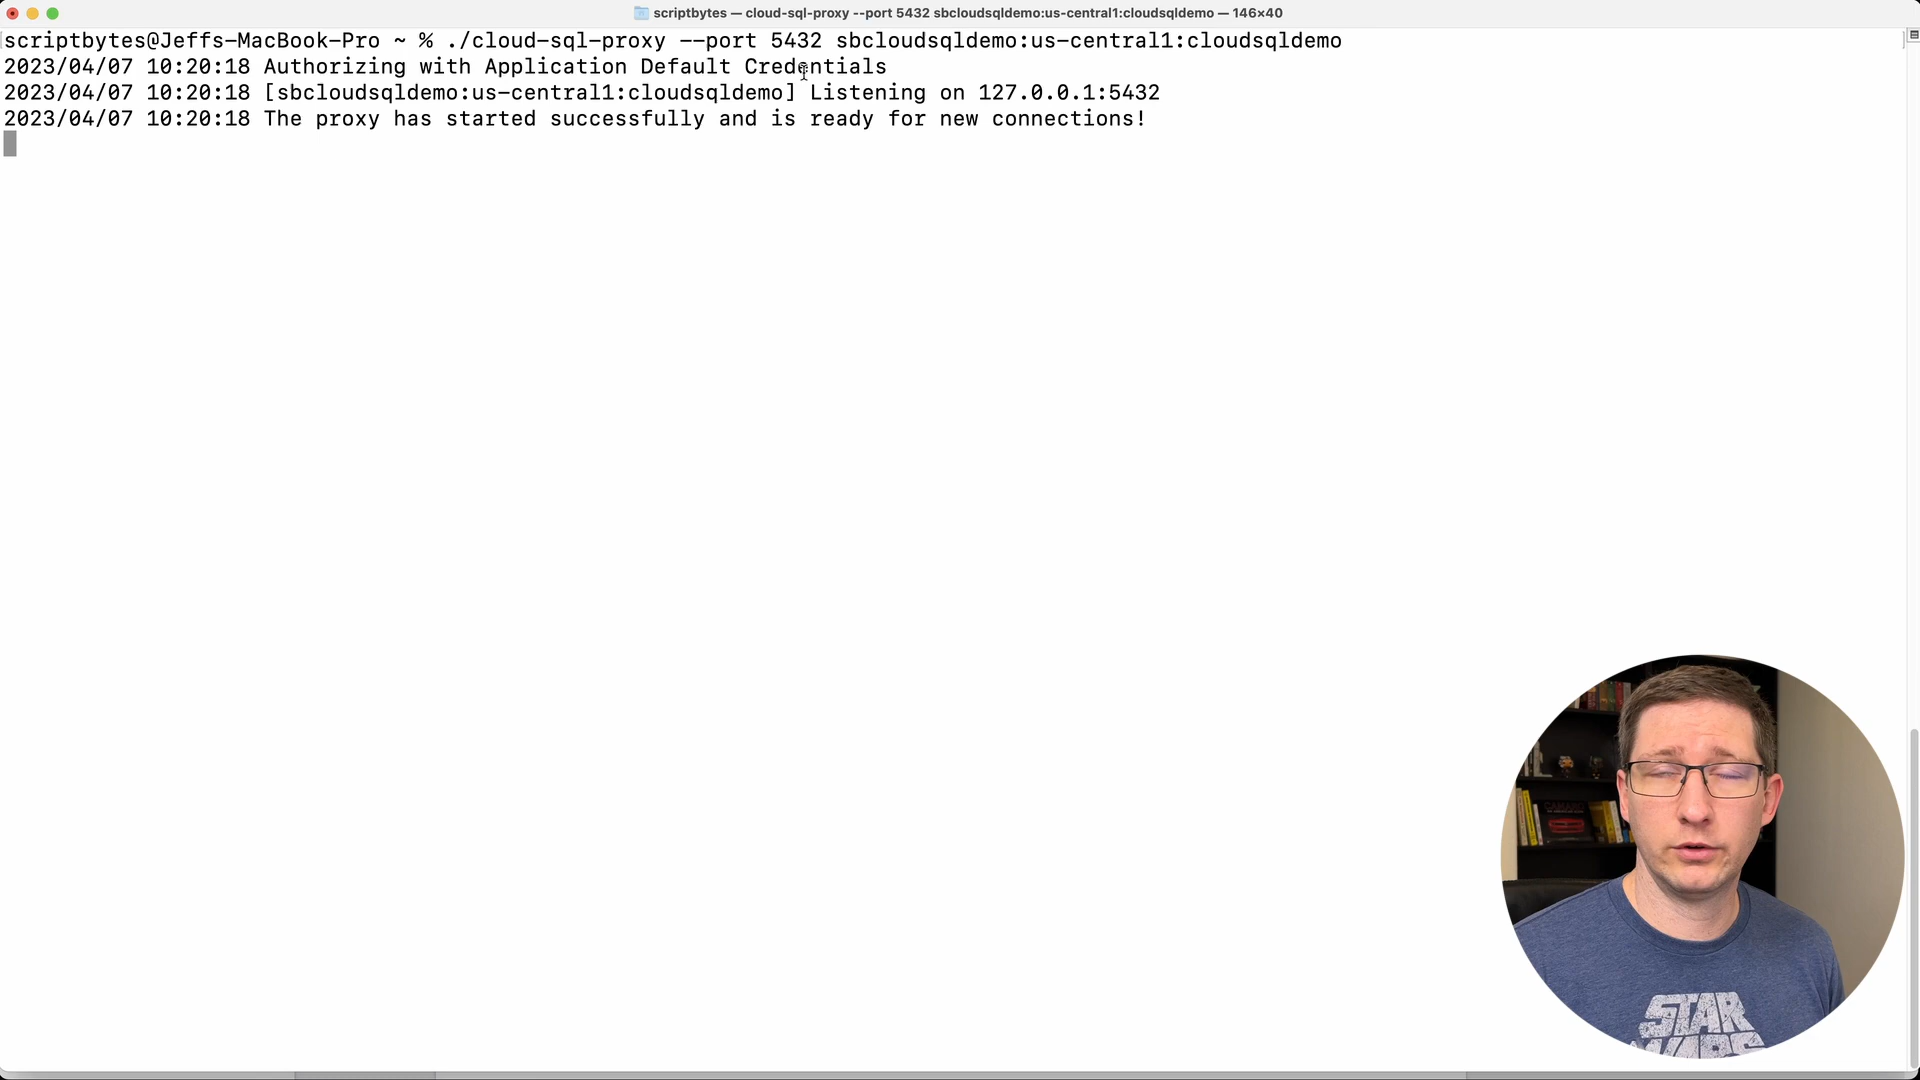 scriptbytes — cloud-sql-proxy --port 5432 sbcloudsqldemo:us-central1:cloudsqldemo — 146×40
scriptbytes@Jeffs-MacBook-Pro ~ % ./cloud-sql-proxy --port 5432 sbcloudsqldemo:us-central1:cloudsqldemo
2023/04/07 10:20:18 Authorizing with Application Default Credentials
2023/04/07 10:20:18 [sbcloudsqldemo:us-central1:cloudsqldemo] Listening on 127.0.0.1:5432
2023/04/07 10:20:18 The proxy has started successfully and is ready for new connections!
CAMARO
STAR
WARS